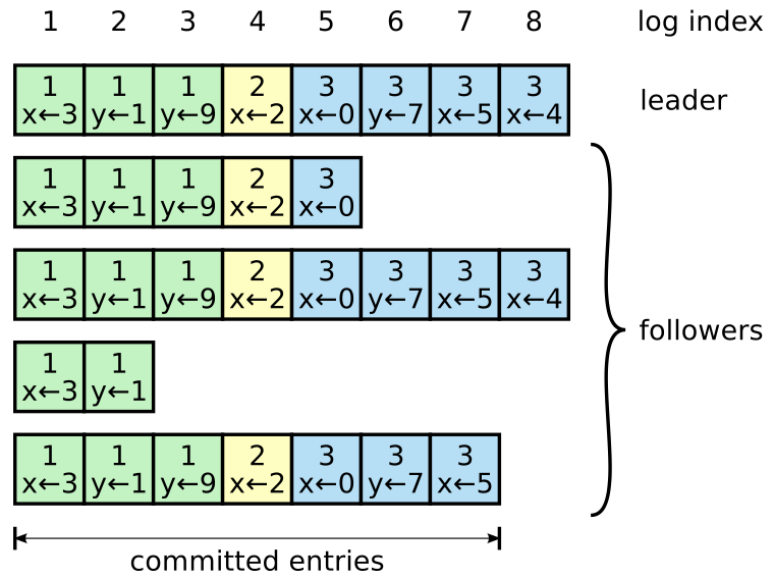 1 2 3 4 5 6 7 8 log index
1 1 1 2 3 3 3 3
x←3 y←1 y←9 x←2 x←0 y←7 x←5 x←4
leader
1 1 1 2 3
x←3 y←1 y←9 x←2 x←0
1 1 1 2 3 3 3 3
x←3 y←1 y←9 x←2 x←0 y←7 x←5 x←4
followers
1 1
x←3 y←1
1 1 1 2 3 3 3
x←3 y←1 y←9 x←2 x←0 y←7 x←5
committed entries